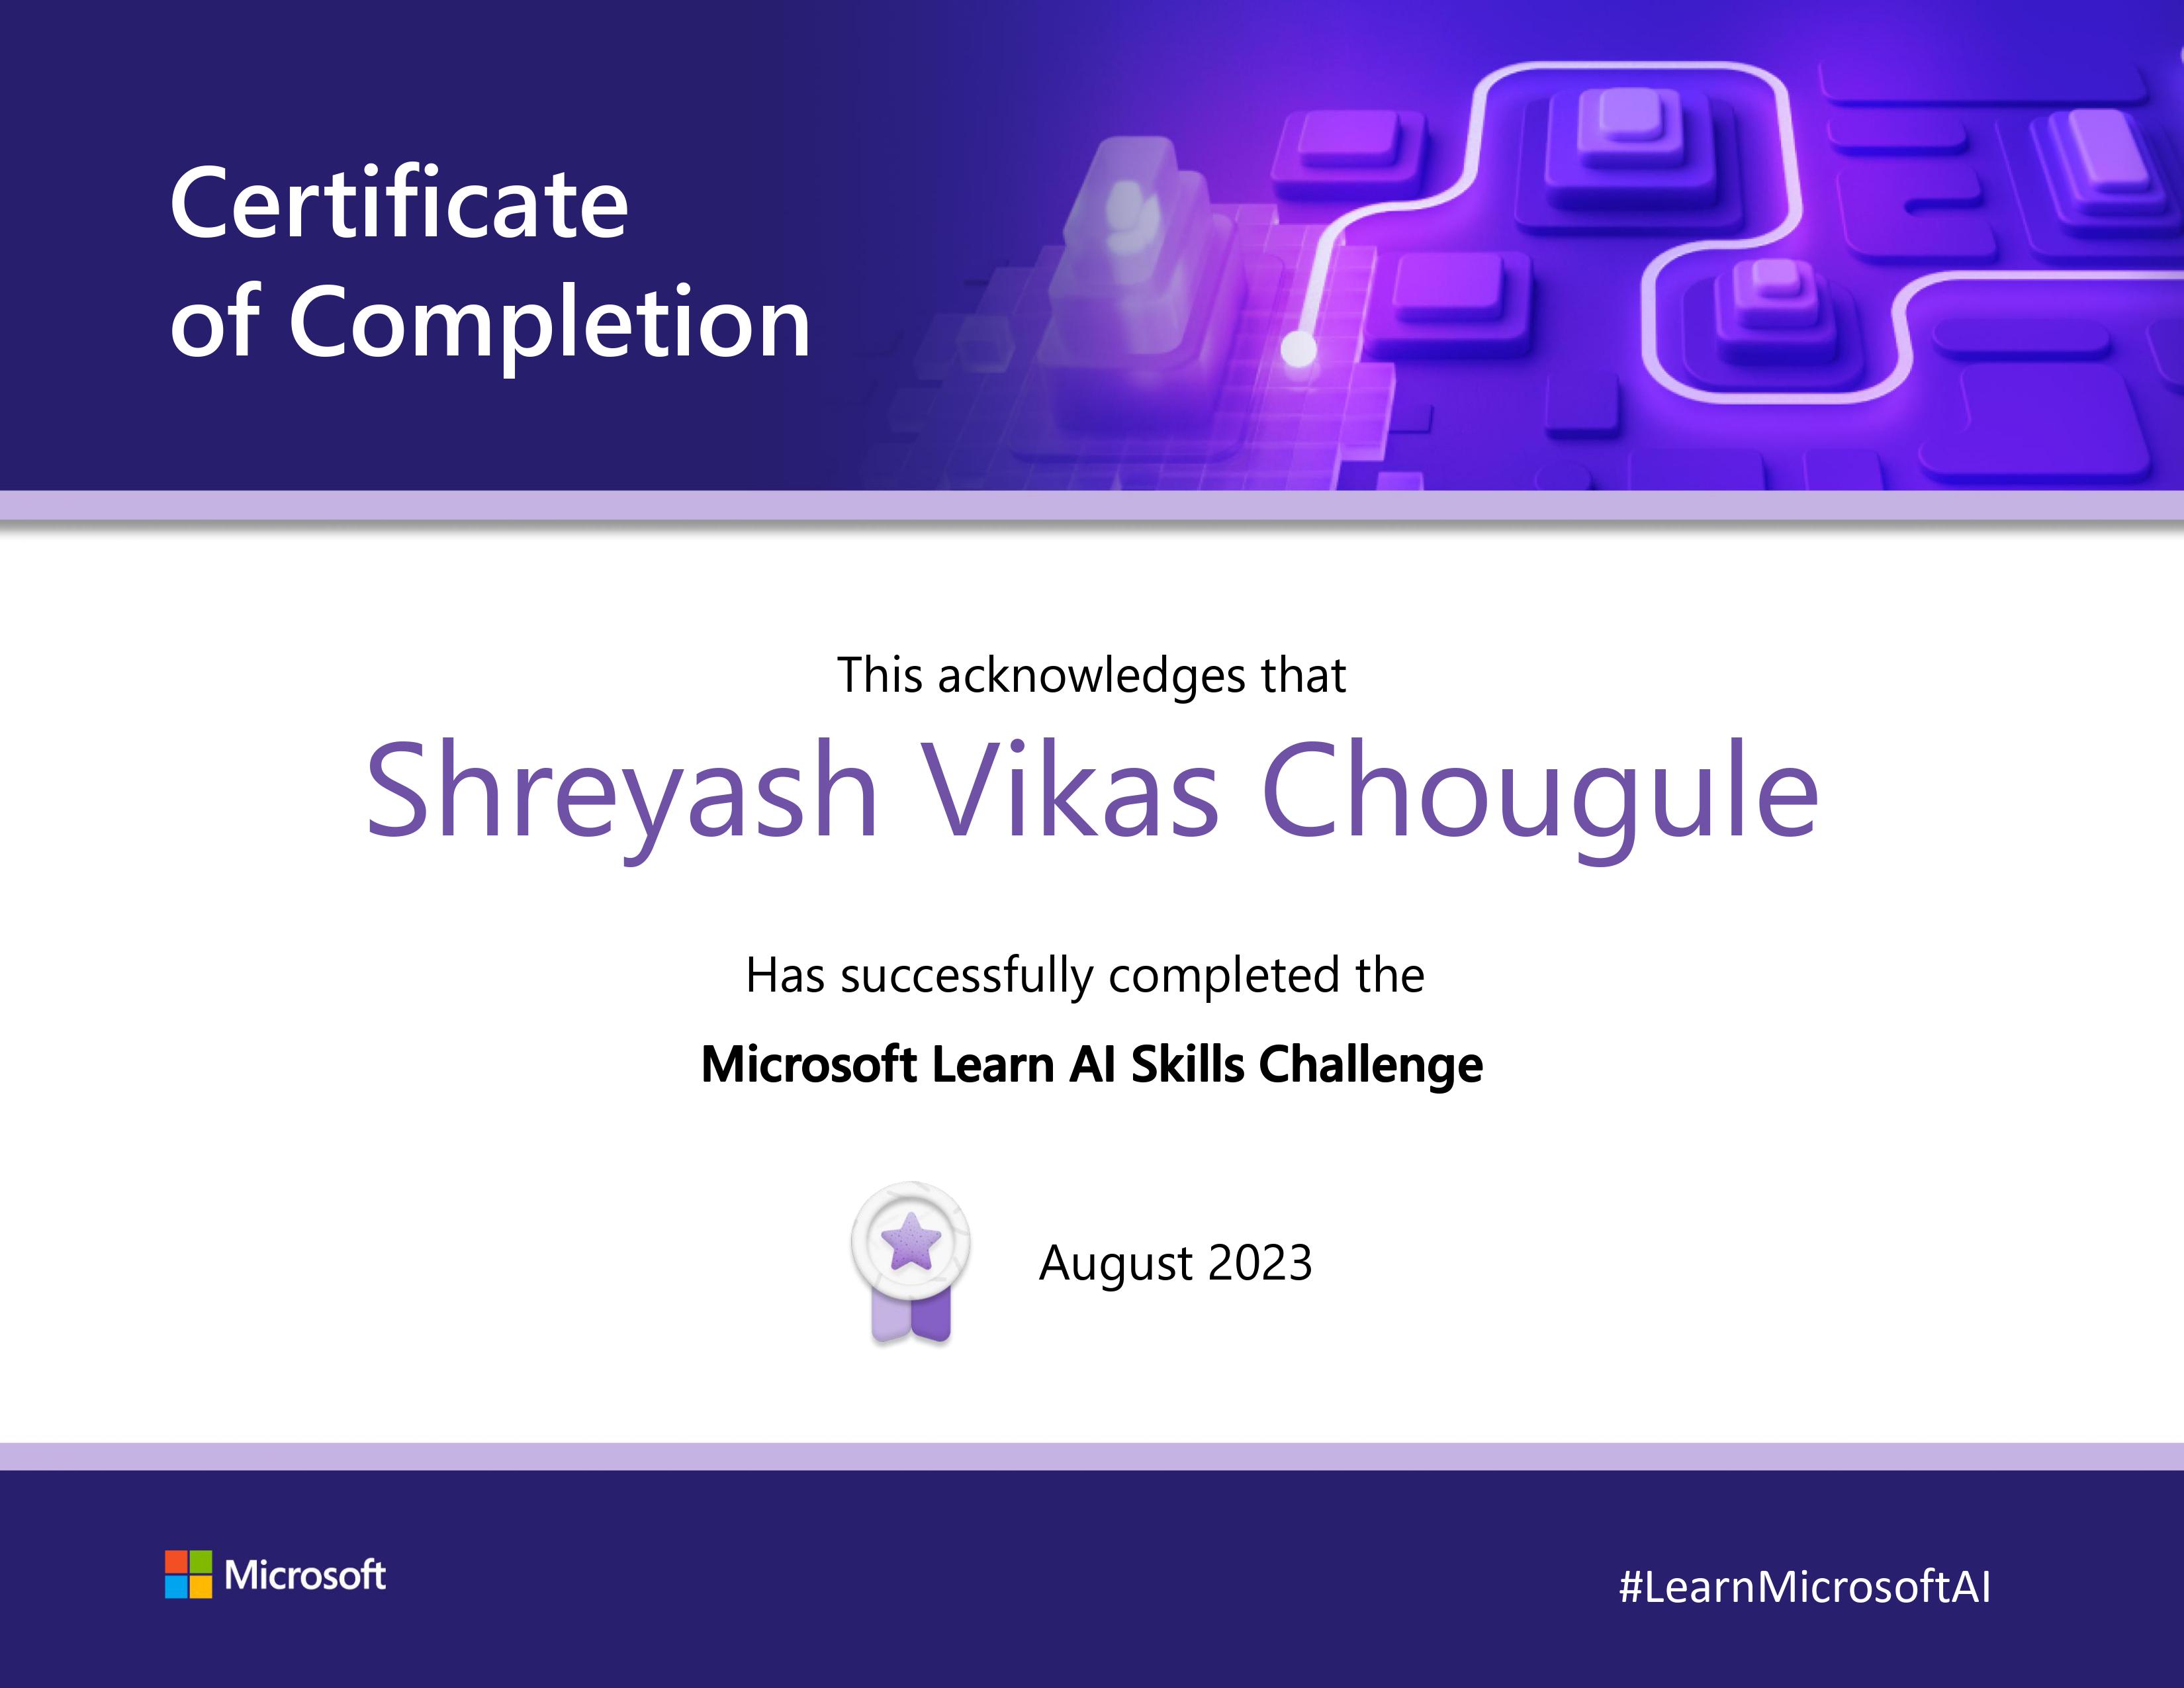 Certificate
of Completion
This acknowledges that
Shreyash Vikas Chougule
Has successfully completed the
Microsoft Learn AI Skills Challenge
August 2023
Microsoft
#LearnMicrosoftAI